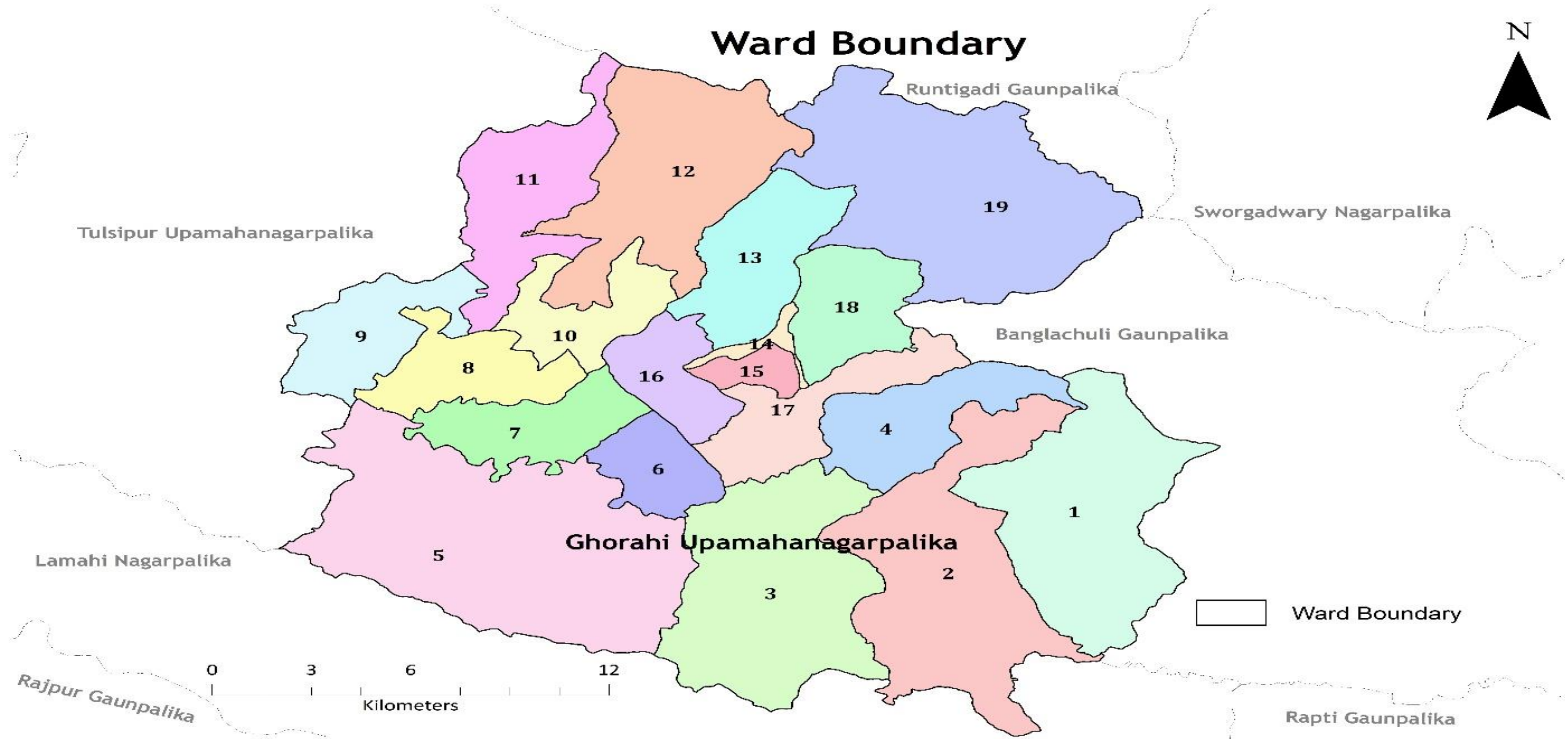 Ward Boundary
N
Runtigadi Gaunpalika
12
11
19
Sworgadwary Nagarpalika
Tulsipur Upamahanagarpalika
13
18
Banglachuli Gaunpalika
9
10
14
8
16
15
17
4
7
6
1
Ghorahi Upamahanagarpalika
5
Lamahi Nagarpalika
2
3
Ward Boundary
0 3 6 12
Kilometers
Rajpur Gaunpalika
Rapti Gaunpalika